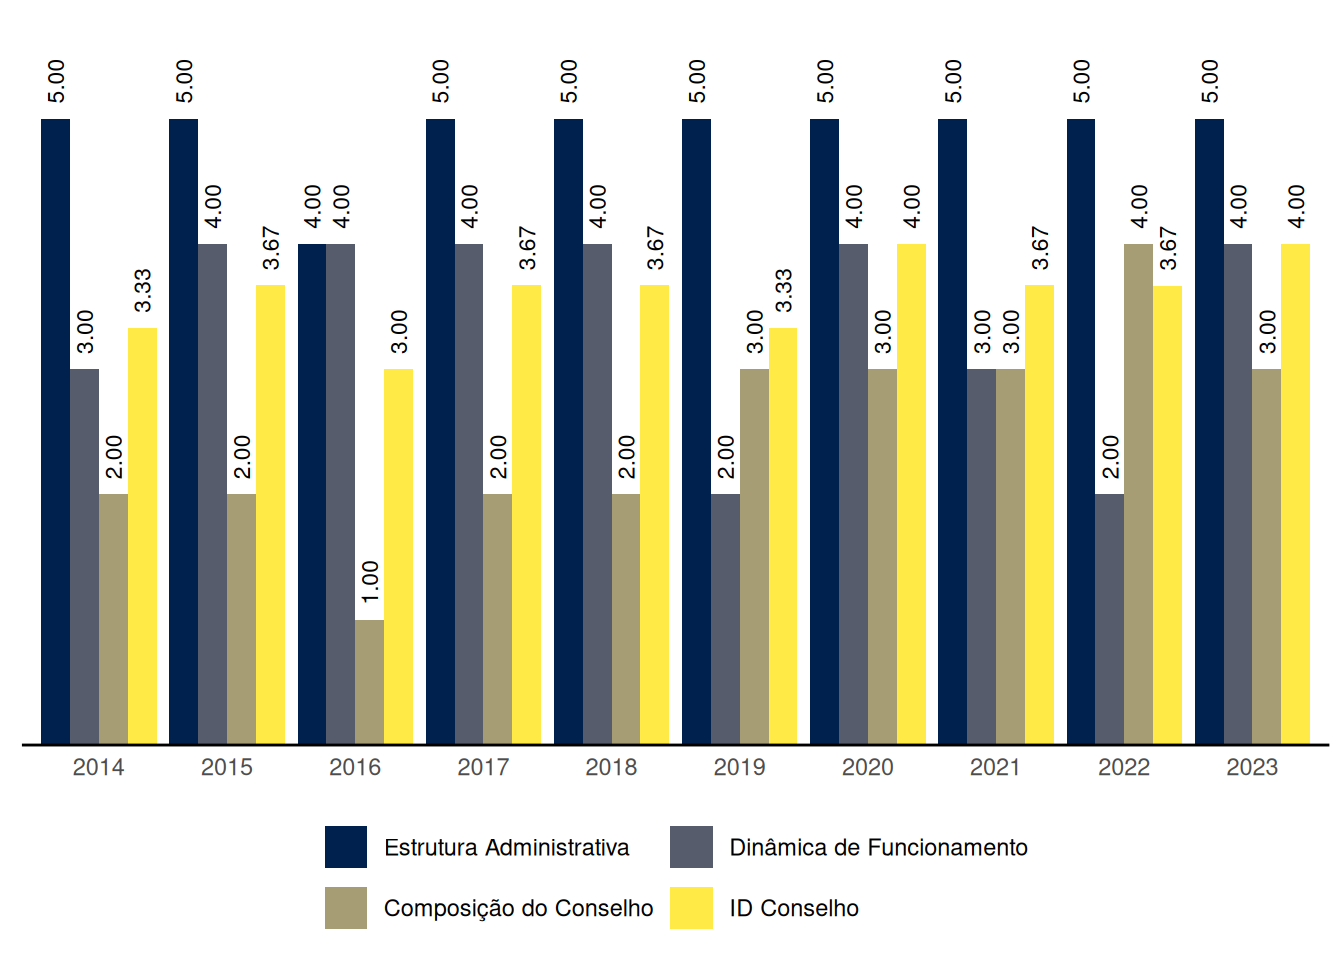 5.00 5.00 5.00 5.00 5.00 5.00 5.00 5.00 5.00
4.00 4.00 4.00 4.00 4.00 4.00 4.00 4.00 4.00 4.00
3.67 3.67 3.67 3.67 3.67
3.33 3.33
3.00 3.00 3.00 3.00 3.00 3.00 3.00
2.00 2.00 2.00 2.00 2.00 2.00
1.00
2014 2015 2016 2017 2018 2019 2020 2021 2022 2023
Estrutura Administrativa Dinâmica de Funcionamento
Composição do Conselho ID Conselho